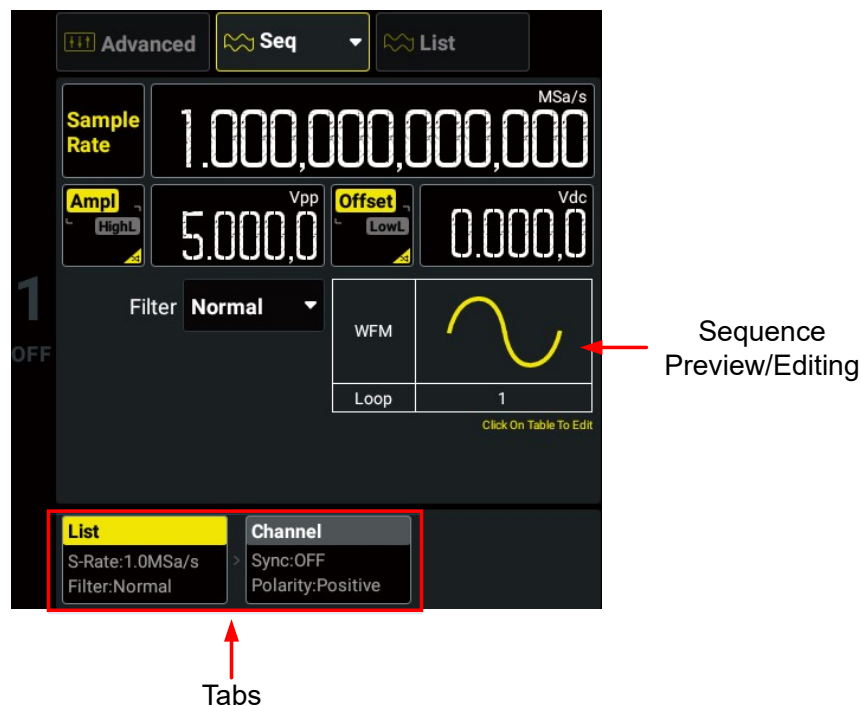 Advanced
Seq
List
Sample
Rate
MSa/s
1.000,000,000,000
Ampl
HighL
Vpp
5.000,0
Offset
LowL
Vdc
0.000,0
1
OFF
Filter Normal
WFM
Loop 1
Click On Table To Edit
Sequence
Preview/Editing
List
S-Rate:1.0MSa/s
Filter:Normal
>
Channel
Sync:OFF
Polarity:Positive
Tabs